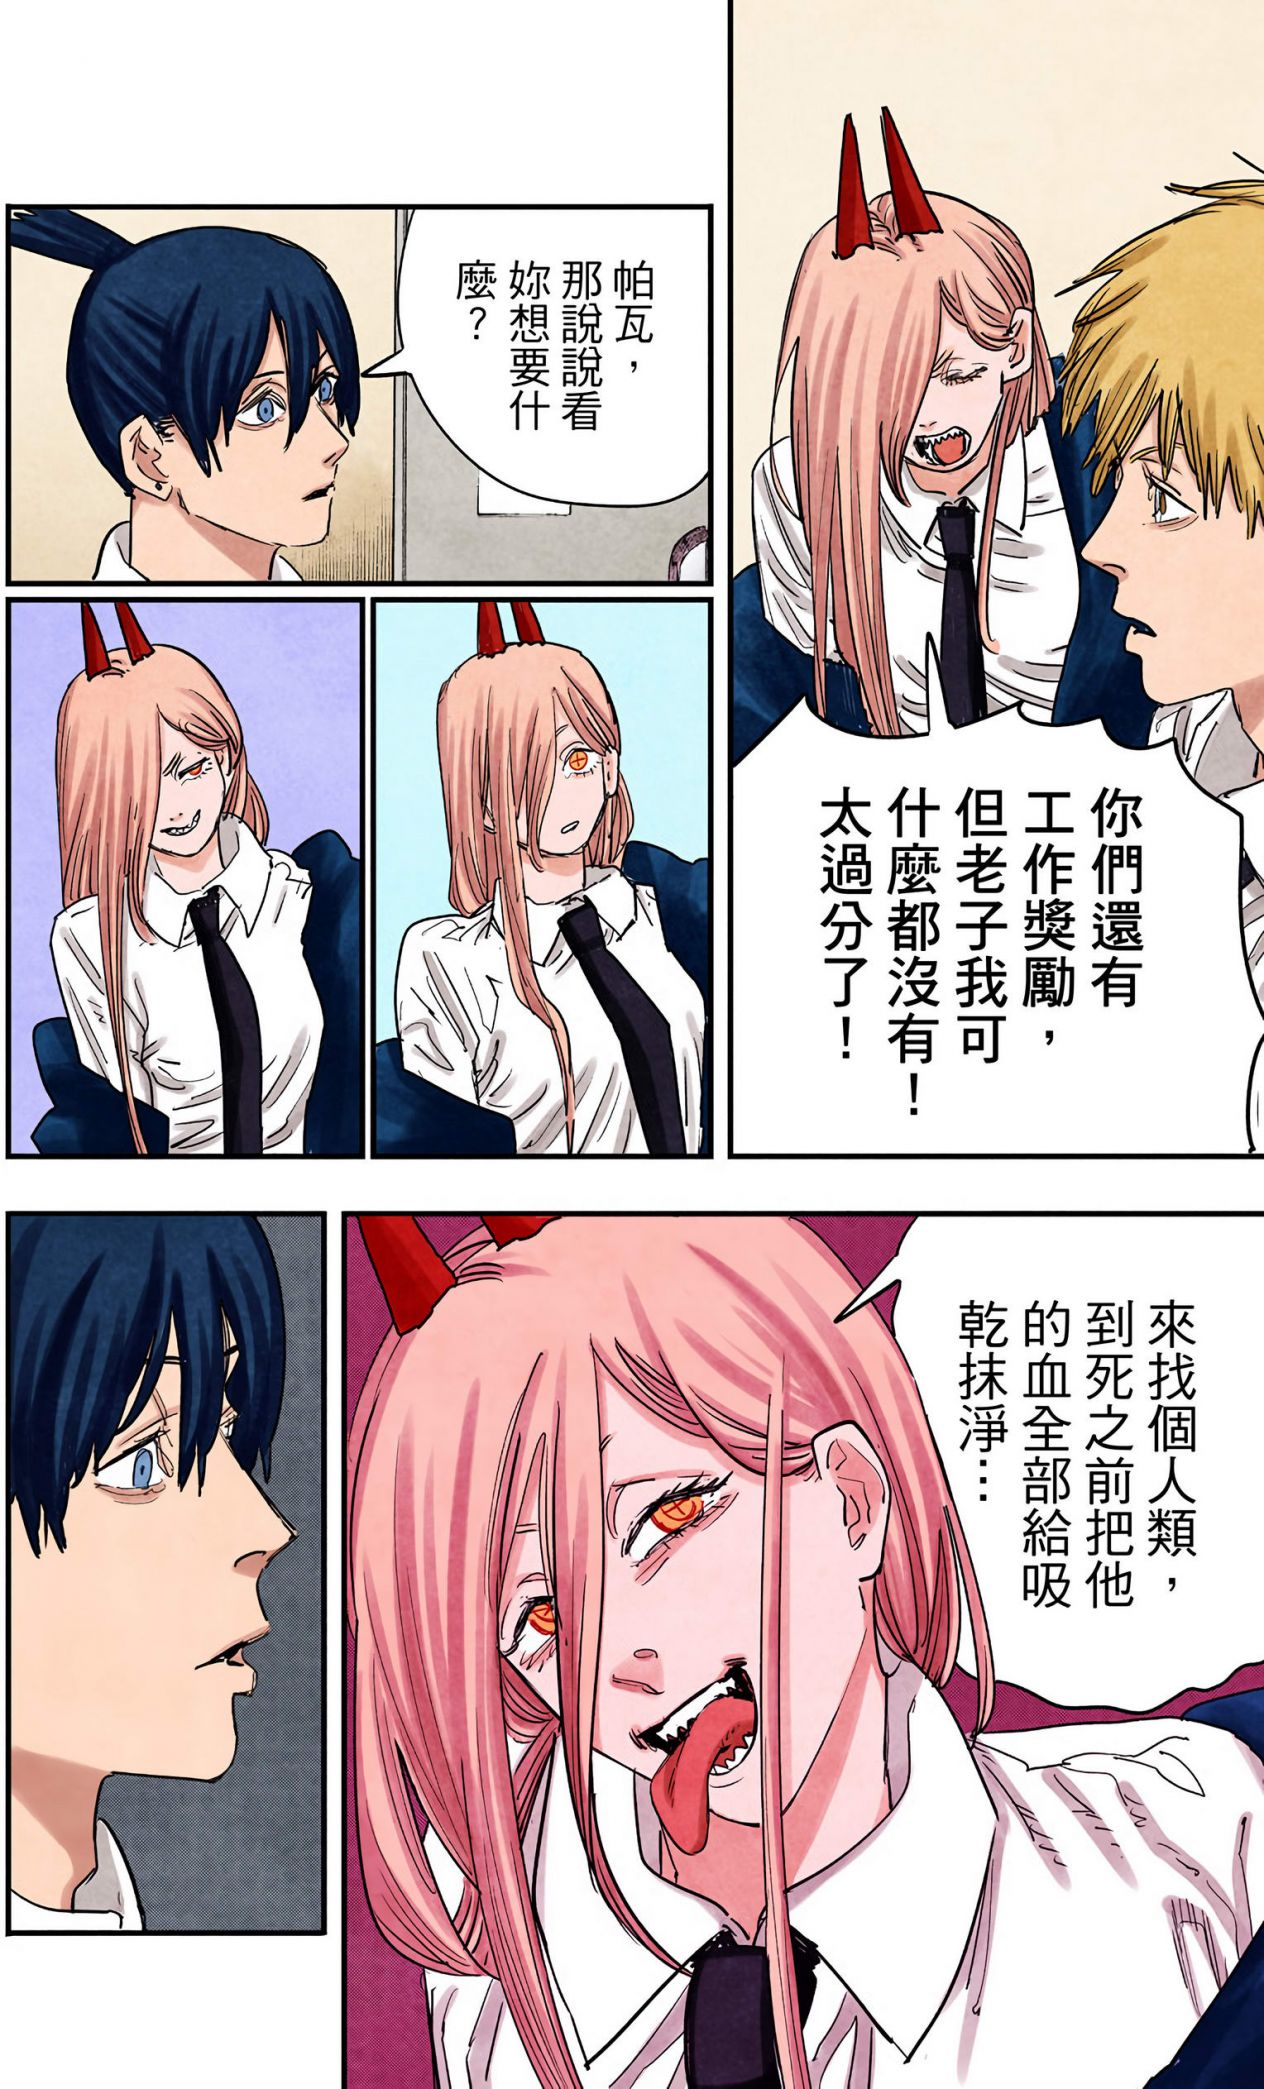 你們還有
工作獎勵，
但老子我可
什麼都沒有！
太過分了！
帕瓦，
那說說看
妳想要什
麼？
來找個人類，
到死之前把他
的血全部給吸
乾抹淨…